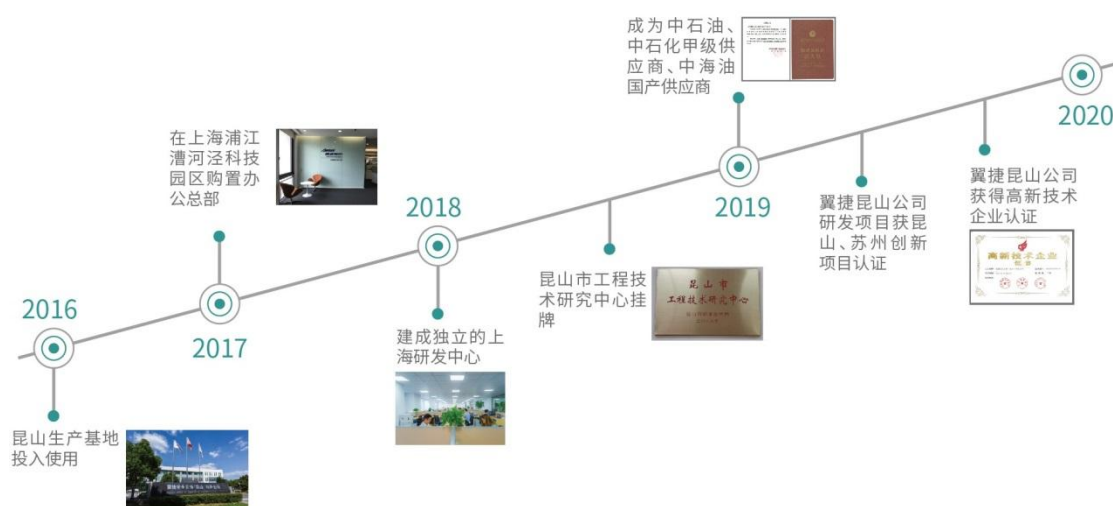 成为中石油、
中石化甲级供
应商、中海油
国产供应商
2020
在上海浦江
漕河泾科技
园区购置办
公总部
2018
2019
翼捷昆山公司
获得高新技术
企业认证
翼捷昆山公司
研发项目获昆
山、苏州创新
项目认证
高新技术企业
证书
昆山市工程技
术研究中心挂
牌
昆山市
工程技术研究中心
2016
2017
建成独立的上
海研发中心
昆山生产基地
投入使用